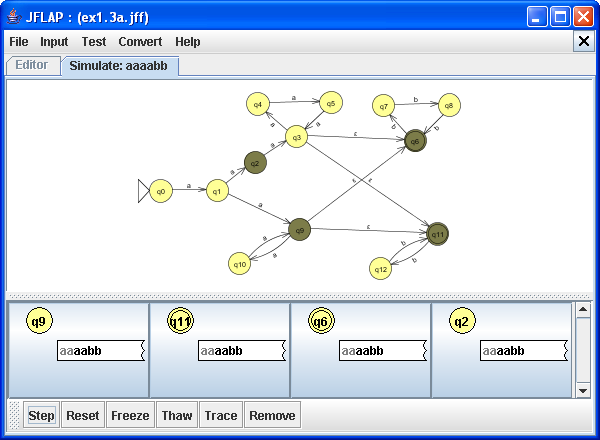 JFLAP : (ex1.3a.jff)
File Input Test Convert Help
Editor Simulate: aaaabb
q4 a q5 q7 b q8
a a b b
q3 ε q6
a
q2
a ε ε
q0 a q1
a
q9 ε q11
a a b b
q10 q12
q9 q11 q6 q2
aaaabb aaaabb aaaabb aaaabb
Step Reset Freeze Thaw Trace Remove